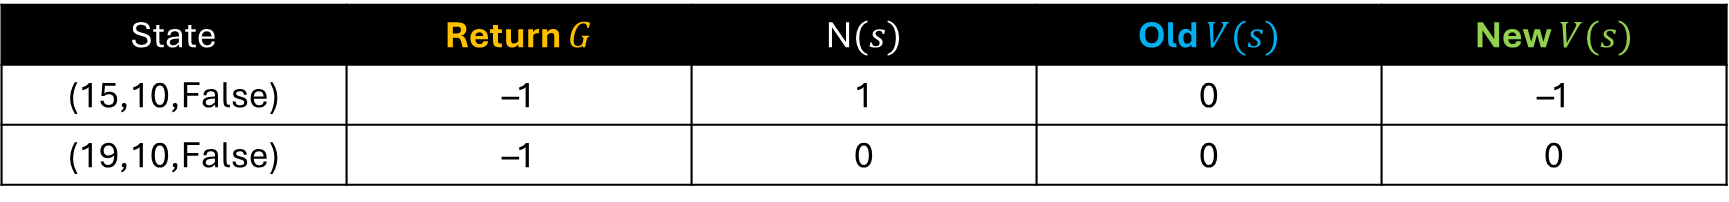 State Return G N(s) Old V(s) New V(s)
(15,10,False) –1 1 0 –1
(19,10,False) –1 0 0 0